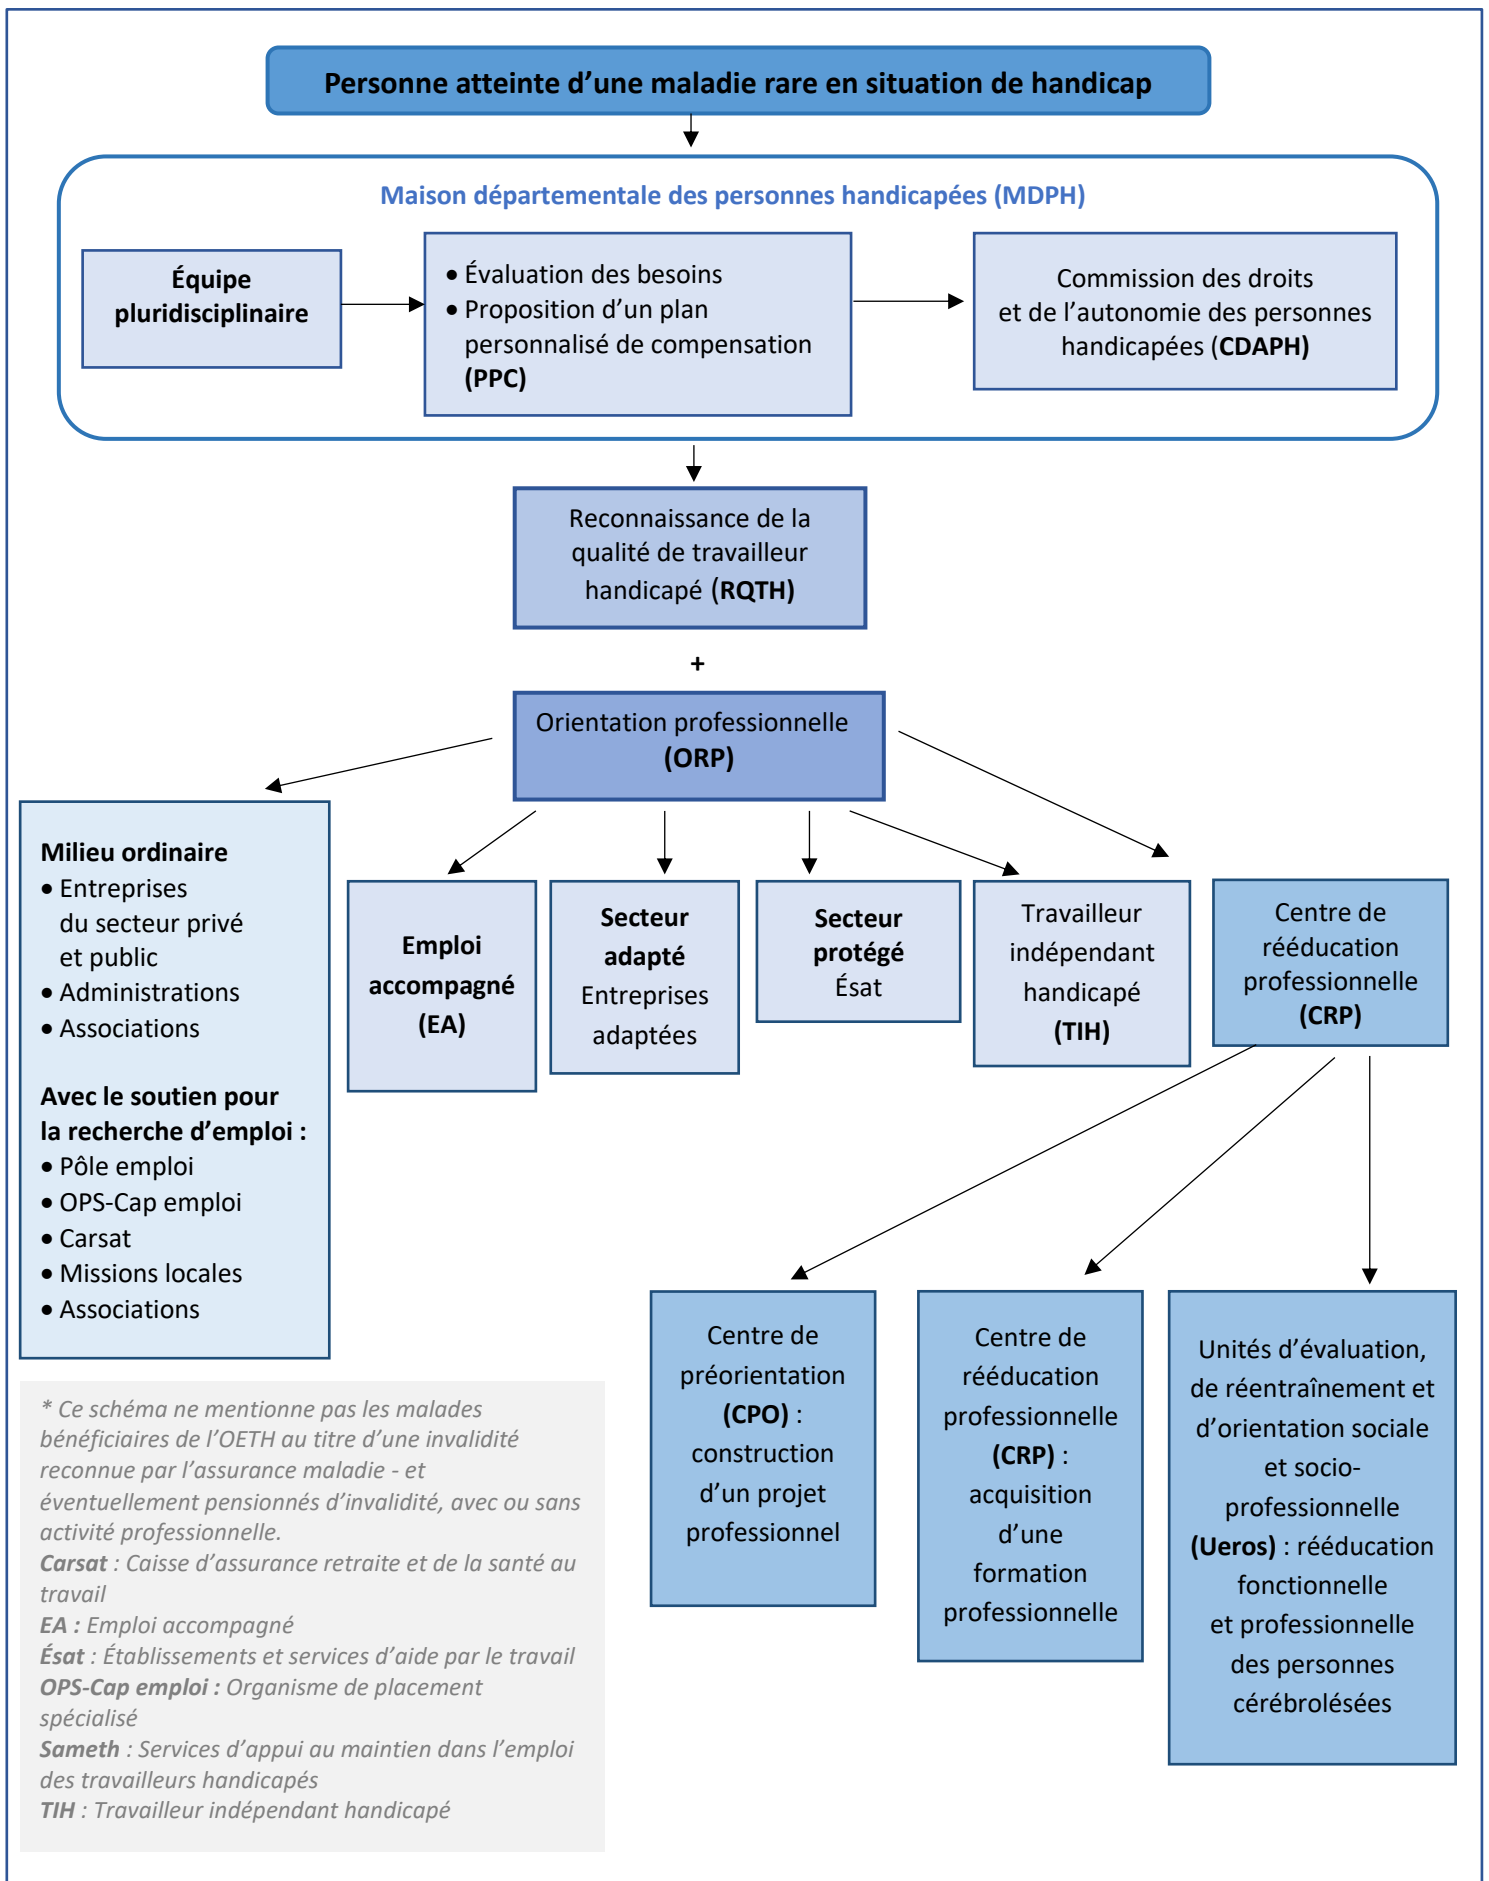 Personne atteinte d’une maladie rare en situation de handicap
Maison départementale des personnes handicapées (MDPH)
Équipe
pluridisciplinaire
• Évaluation des besoins
• Proposition d’un plan
personnalisé de compensation
(PPC)
Commission des droits
et de l’autonomie des personnes
handicapées (CDAPH)
Reconnaissance de la
qualité de travailleur
handicapé (RQTH)
+
Orientation professionnelle
(ORP)
Milieu ordinaire
• Entreprises
du secteur privé
et public
• Administrations
• Associations
Avec le soutien pour
la recherche d’emploi :
• Pôle emploi
• OPS-Cap emploi
• Carsat
• Missions locales
• Associations
Emploi
accompagné
(EA)
Secteur
adapté
Entreprises
adaptées
Secteur
protégé
Ésat
Travailleur
indépendant
handicapé
(TIH)
Centre de
rééducation
professionnelle
(CRP)
Centre de
préorientation
(CPO) :
construction
d’un projet
professionnel
Centre de
rééducation
professionnelle
(CRP) :
acquisition
d’une
formation
professionnelle
Unités d’évaluation,
de réentraînement et
d’orientation sociale
et socio-
professionnelle
(Ueros) : rééducation
fonctionnelle
et professionnelle
des personnes
cérébrolésées
* Ce schéma ne mentionne pas les malades
bénéficiaires de l’OETH au titre d’une invalidité
reconnue par l’assurance maladie - et
éventuellement pensionnés d’invalidité, avec ou sans
activité professionnelle.
Carsat : Caisse d’assurance retraite et de la santé au
travail
EA : Emploi accompagné
Ésat : Établissements et services d’aide par le travail
OPS-Cap emploi : Organisme de placement
spécialisé
Sameth : Services d’appui au maintien dans l’emploi
des travailleurs handicapés
TIH : Travailleur indépendant handicapé